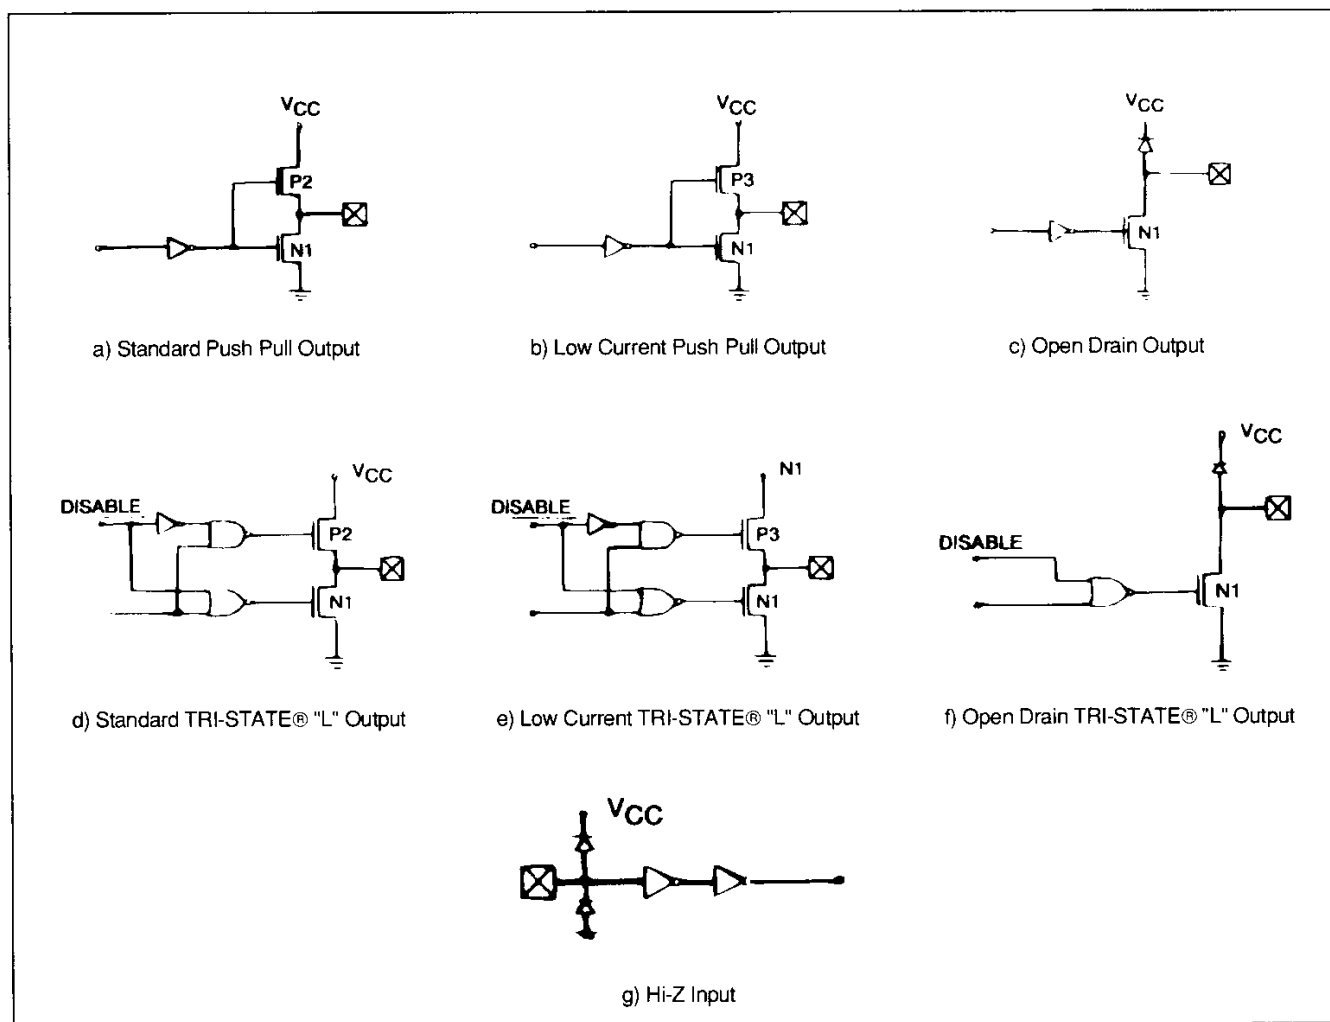 VCC
P2
N1
a) Standard Push Pull Output
VCC
P3
N1
b) Low Current Push Pull Output
VCC
N1
c) Open Drain Output
VCC
DISABLE
P2
N1
d) Standard TRI-STATE® "L" Output
N1
DISABLE
P3
N1
e) Low Current TRI-STATE® "L" Output
VCC
DISABLE
N1
f) Open Drain TRI-STATE® "L" Output
VCC
g) Hi-Z Input